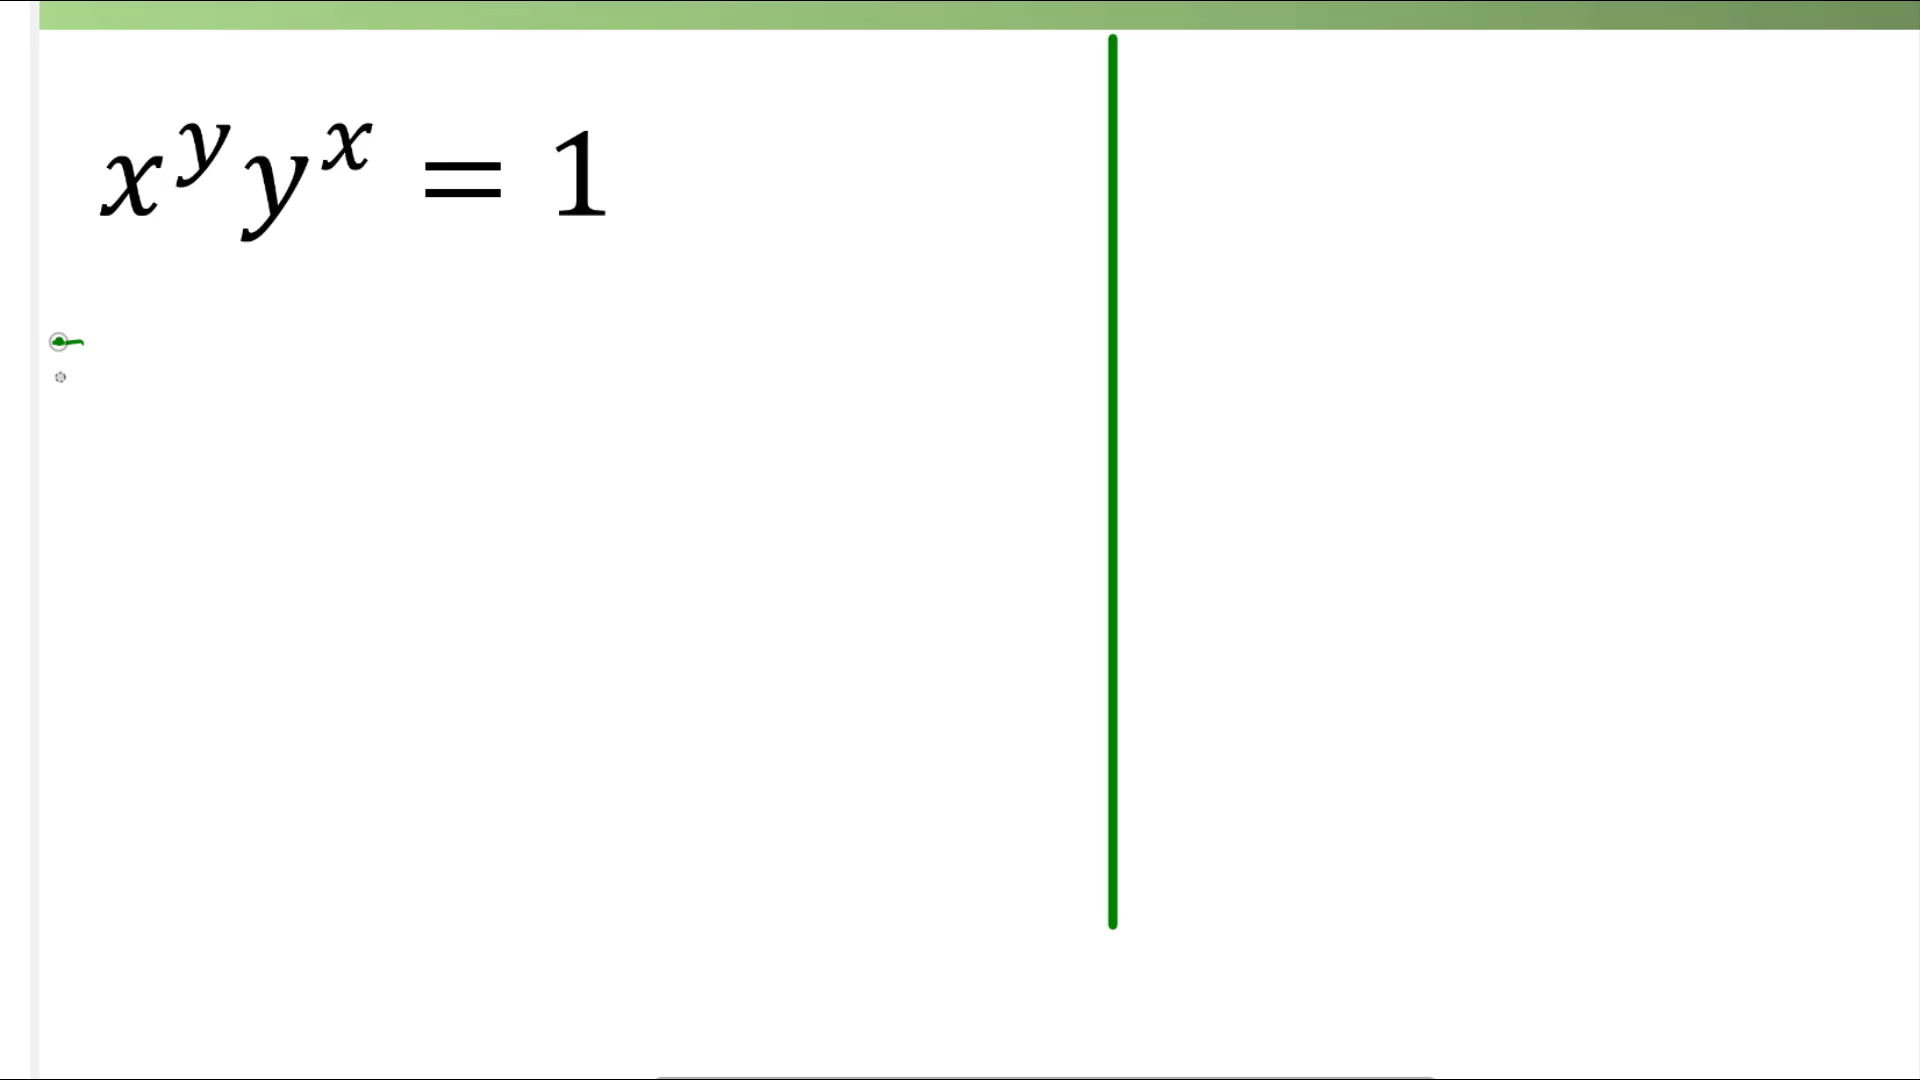 x^y y^x = 1